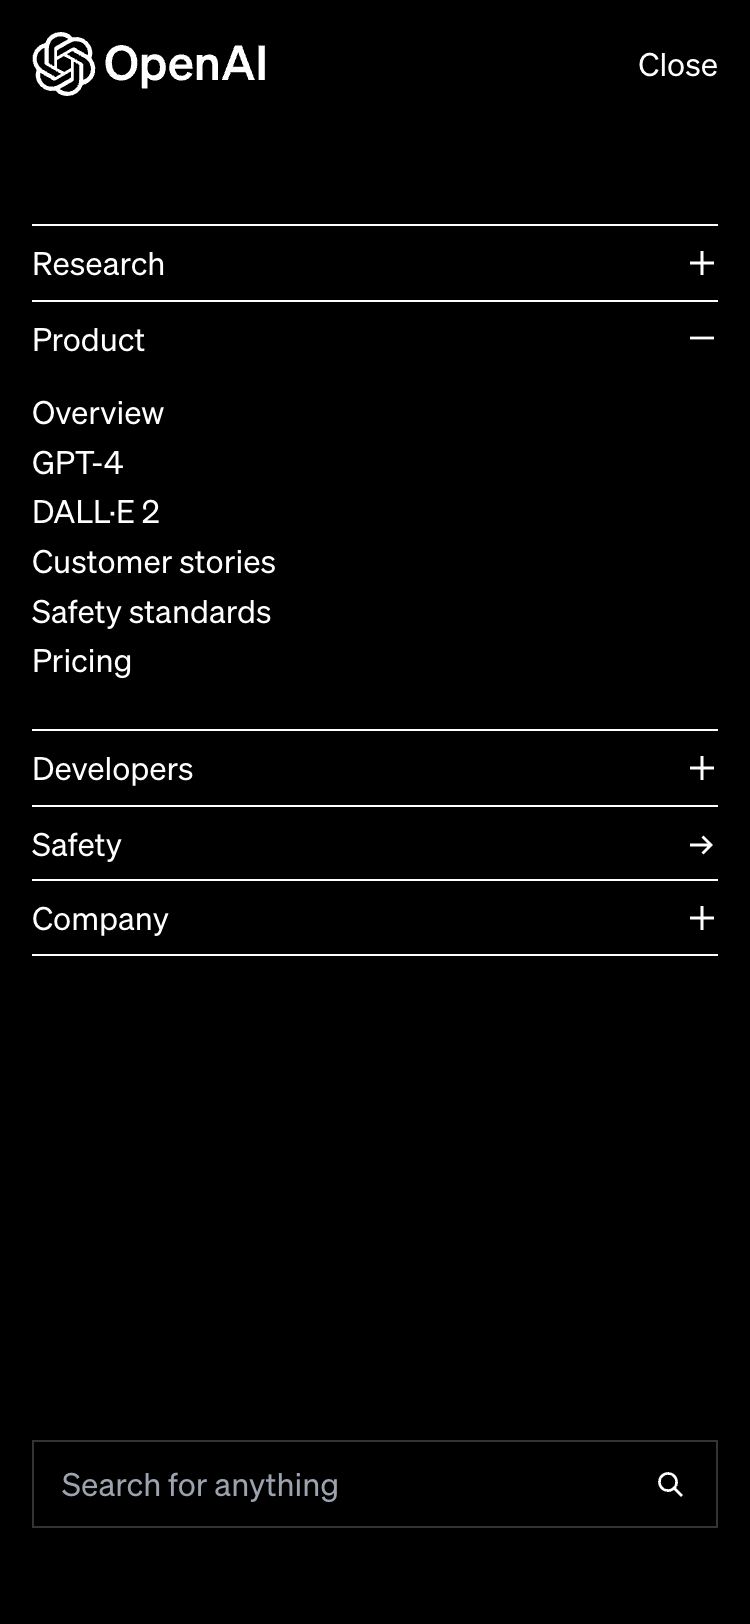 OpenAI
Close
Research
Product
Overview
GPT-4
DALL·E 2
Customer stories
Safety standards
Pricing
Developers
Safety
Company
Search for anything